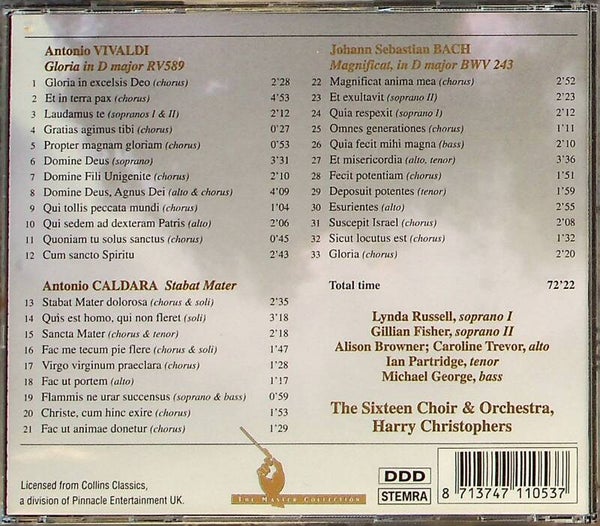 Antonio VIVALDI
Gloria in D major RV589
1 Gloria in excelsis Deo (chorus) 2'28
2 Et in terra pax (chorus) 4'53
3 Laudamus te (sopranos I & II) 2'12
4 Gratias agimus tibi (chorus) 0'27
5 Propter magnam gloriam (chorus) 0'53
6 Domine Deus (soprano) 3'31
7 Domine Fili Unigenite (chorus) 2'10
8 Domine Deus, Agnus Dei (alto & chorus) 4'09
9 Qui tollis peccata mundi (chorus) 1'04
10 Qui sedem ad dexteram Patris (alto) 2'06
11 Quoniam tu solus sanctus (chorus) 0'45
12 Cum sancto Spiritu 2'43
Antonio CALDARA Stabat Mater
13 Stabat Mater dolorosa (chorus & soli) 2'35
14 Quis est homo, qui non fleret (soli) 3'18
15 Sancta Mater (chorus & tenor) 2'18
16 Fac me tecum pie flere (chorus & soli) 1'47
17 Virgo virginum praeclara (chorus) 1'28
18 Fac ut portem (alto) 1'17
19 Flammis ne urar succensus (soprano & bass) 0'59
20 Christe, cum hinc exire (chorus) 1'53
21 Fac ut animae donetur (chorus) 1'29
Johann Sebastian BACH
Magnificat, in D major BWV 243
22 Magnificat anima mea (chorus) 2'52
23 Et exultavit (soprano II) 2'23
24 Quia respexit (soprano I) 2'12
25 Omnes generationes (chorus) 1'11
26 Quia fecit mihi magna (bass) 2'10
27 Et misericordia (alto, tenor) 3'36
28 Fecit potentiam (chorus) 1'51
29 Deposuit potentes (tenor) 1'59
30 Esurientes (alto) 2'55
31 Suscepit Israel (chorus) 2'08
32 Sicut locutus est (chorus) 1'32
33 Gloria (chorus) 2'20
Total time 72'22
Lynda Russell, soprano I
Gillian Fisher, soprano II
Alison Browner; Caroline Trevor, alto
Ian Partridge, tenor
Michael George, bass
The Sixteen Choir & Orchestra,
Harry Christophers
Licensed from Collins Classics,
a division of Pinnacle Entertainment UK.
THE MASTER COLLECTION
DDD
STEMRA
8 713747 110537